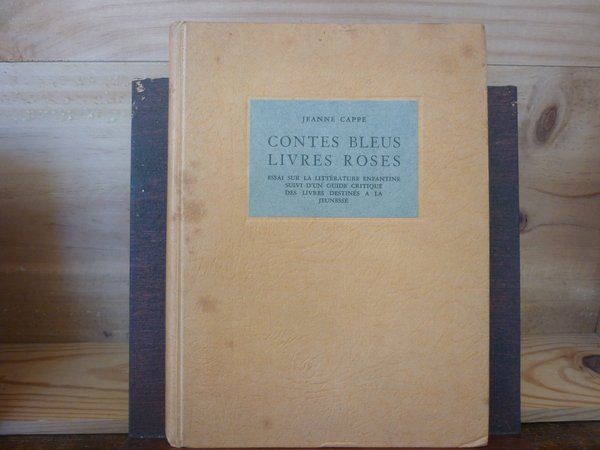 JEANNE CAPPE
CONTES BLEUS
LIVRES ROSES
ESSAI SUR LA LITTÉRATURE ENFANTINE
SUIVI D'UN GUIDE CRITIQUE
DES LIVRES DESTINÉS A LA
JEUNESSE